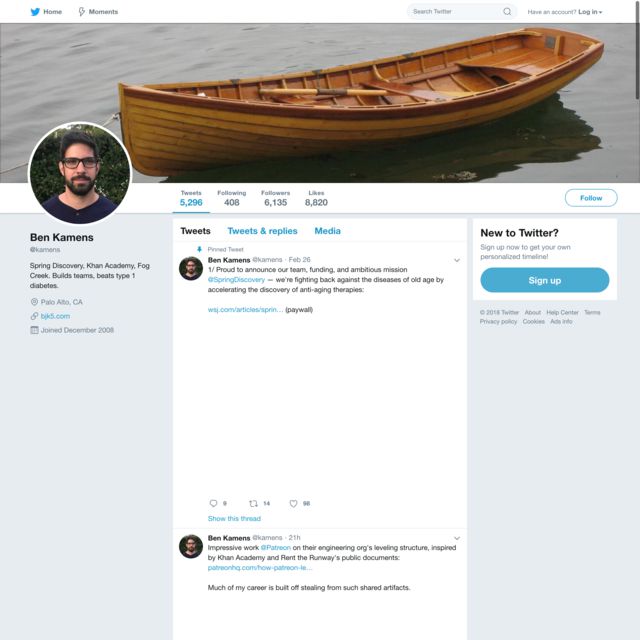 Home
Moments
Search Twitter
Have an account? Log in
Tweets
5,296
Following
408
Followers
6,135
Likes
8,820
Follow
Ben Kamens
@kamens
Spring Discovery, Khan Academy, Fog
Creek. Builds teams, beats type 1
diabetes.
Palo Alto, CA
bjk5.com
Joined December 2008
Tweets
Tweets & replies
Media
Pinned Tweet
Ben Kamens @kamens · Feb 26
1/ Proud to announce our team, funding, and ambitious mission
@SpringDiscovery — we're fighting back against the diseases of old age by
accelerating the discovery of anti-aging therapies:
wsj.com/articles/sprin… (paywall)
9
14
98
Show this thread
Ben Kamens @kamens · 21h
Impressive work @Patreon on their engineering org's leveling structure, inspired
by Khan Academy and Rent the Runway's public documents:
patreonhq.com/how-patreon-le…
Much of my career is built off stealing from such shared artifacts.
New to Twitter?
Sign up now to get your own
personalized timeline!
Sign up
© 2018 Twitter About Help Center Terms
Privacy policy Cookies Ads info